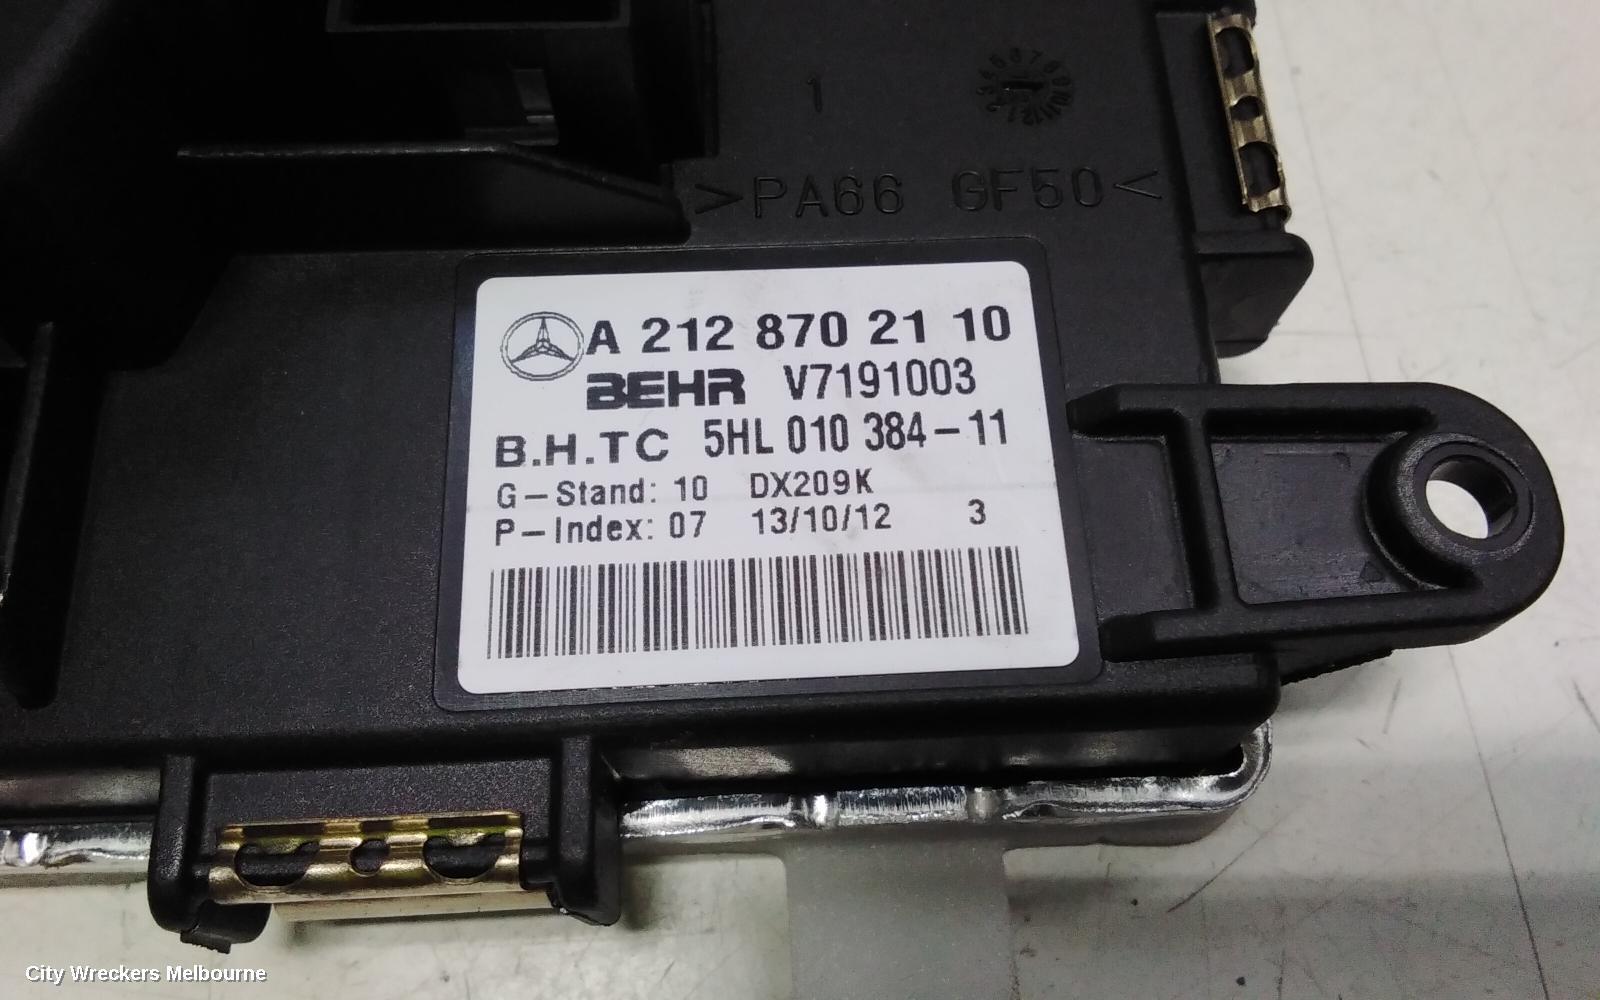 1
>PA66 GF50<
A 212 870 21 10
BEHR V7191003
B.H.TC 5HL 010 384-11
G-Stand: 10 DX209K
P-Index: 07 13/10/12 3
City Wreckers Melbourne